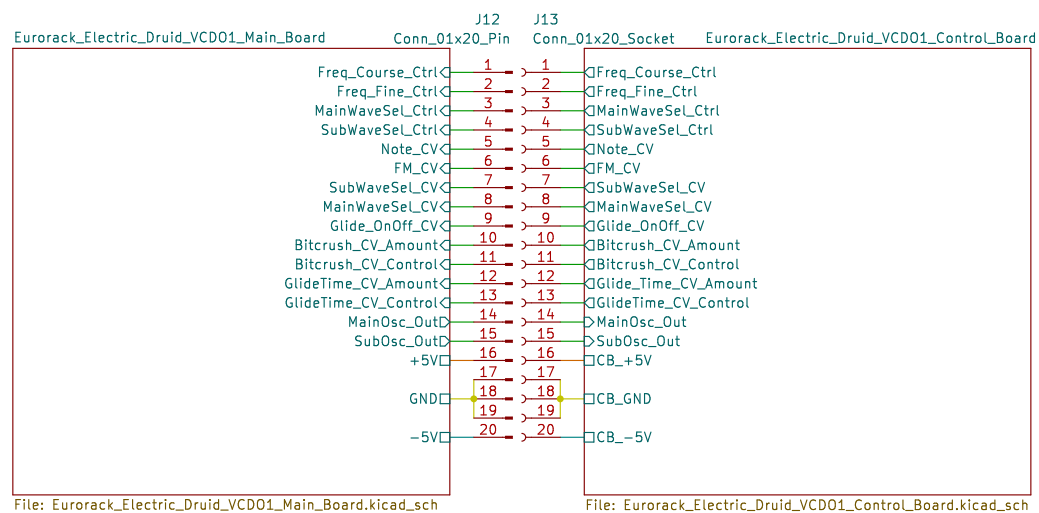 J12 J13
Eurorack_Electric_Druid_VCDO1_Main_Board Conn_01x20_Pin Conn_01x20_Socket Eurorack_Electric_Druid_VCDO1_Control_Board
Freq_Course_Ctrl 1 1 Freq_Course_Ctrl
Freq_Fine_Ctrl 2 2 Freq_Fine_Ctrl
MainWaveSel_Ctrl 3 3 MainWaveSel_Ctrl
SubWaveSel_Ctrl 4 4 SubWaveSel_Ctrl
Note_CV 5 5 Note_CV
FM_CV 6 6 FM_CV
SubWaveSel_CV 7 7 SubWaveSel_CV
MainWaveSel_CV 8 8 MainWaveSel_CV
Glide_OnOff_CV 9 9 Glide_OnOff_CV
Bitcrush_CV_Amount 10 10 Bitcrush_CV_Amount
Bitcrush_CV_Control 11 11 Bitcrush_CV_Control
GlideTime_CV_Amount 12 12 Glide_Time_CV_Amount
GlideTime_CV_Control 13 13 GlideTime_CV_Control
MainOsc_Out 14 14 MainOsc_Out
SubOsc_Out 15 15 SubOsc_Out
+5V 16 16 CB_+5V
17 17
GND 18 18 CB_GND
19 19
-5V 20 20 CB_-5V
File: Eurorack_Electric_Druid_VCDO1_Main_Board.kicad_sch File: Eurorack_Electric_Druid_VCDO1_Control_Board.kicad_sch